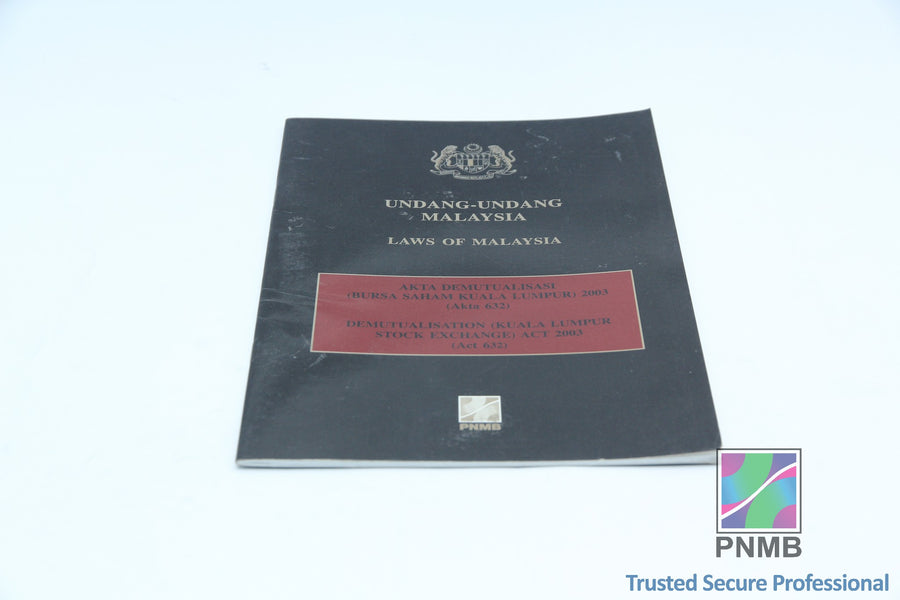 UNDANG-UNDANG
MALAYSIA
LAWS OF MALAYSIA
AKTA DEMUTUALISASI
(BURSA SAHAM KUALA LUMPUR) 2003
(Akta 632)
DEMUTUALISATION (KUALA LUMPUR
STOCK EXCHANGE) ACT 2003
(Act 632)
PNMB
PNMB
Trusted Secure Professional